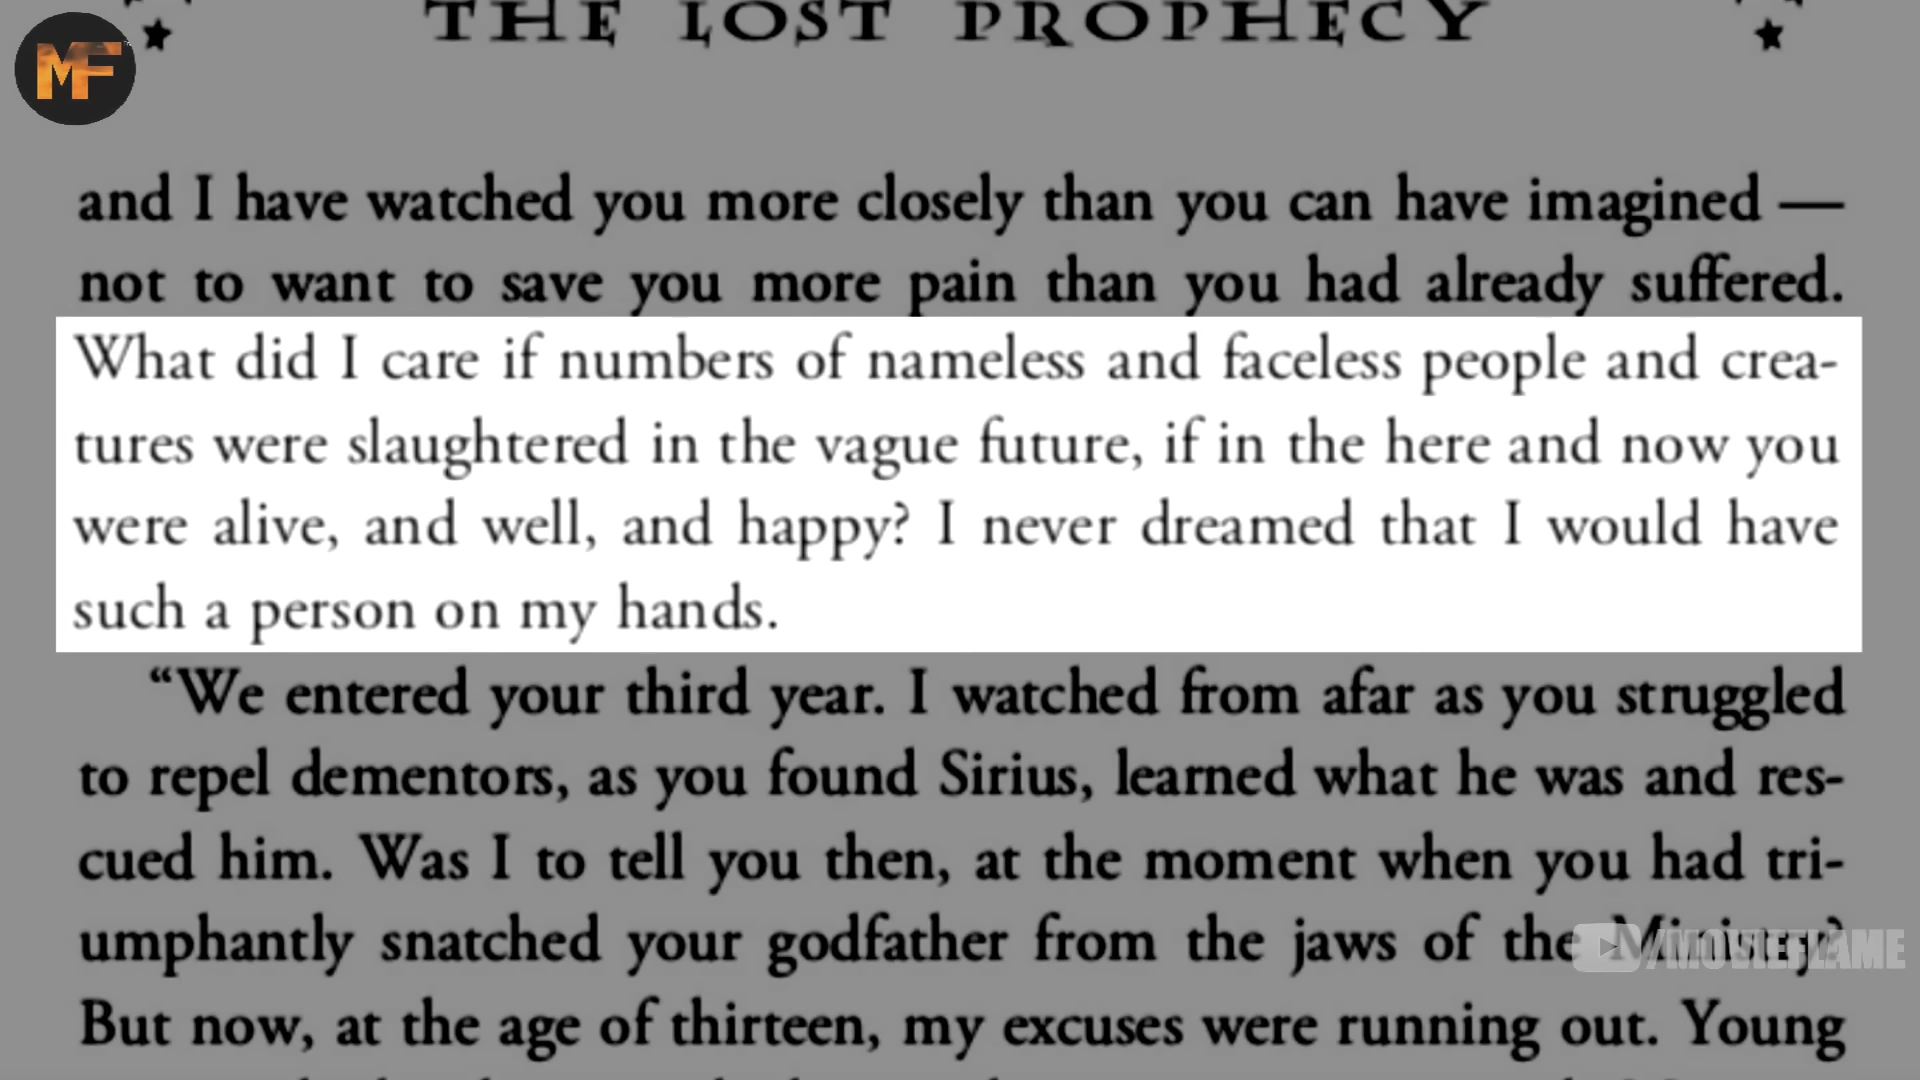 THE LOST PROPHECY
MF
and I have watched you more closely than you can have imagined —
not to want to save you more pain than you had already suffered.
What did I care if numbers of nameless and faceless people and crea-
tures were slaughtered in the vague future, if in the here and now you
were alive, and well, and happy? I never dreamed that I would have
such a person on my hands.
“We entered your third year. I watched from afar as you struggled
to repel dementors, as you found Sirius, learned what he was and res-
cued him. Was I to tell you then, at the moment when you had tri-
umphantly snatched your godfather from the jaws of the Ministry?
/MOVIEFLAME
But now, at the age of thirteen, my excuses were running out. Young